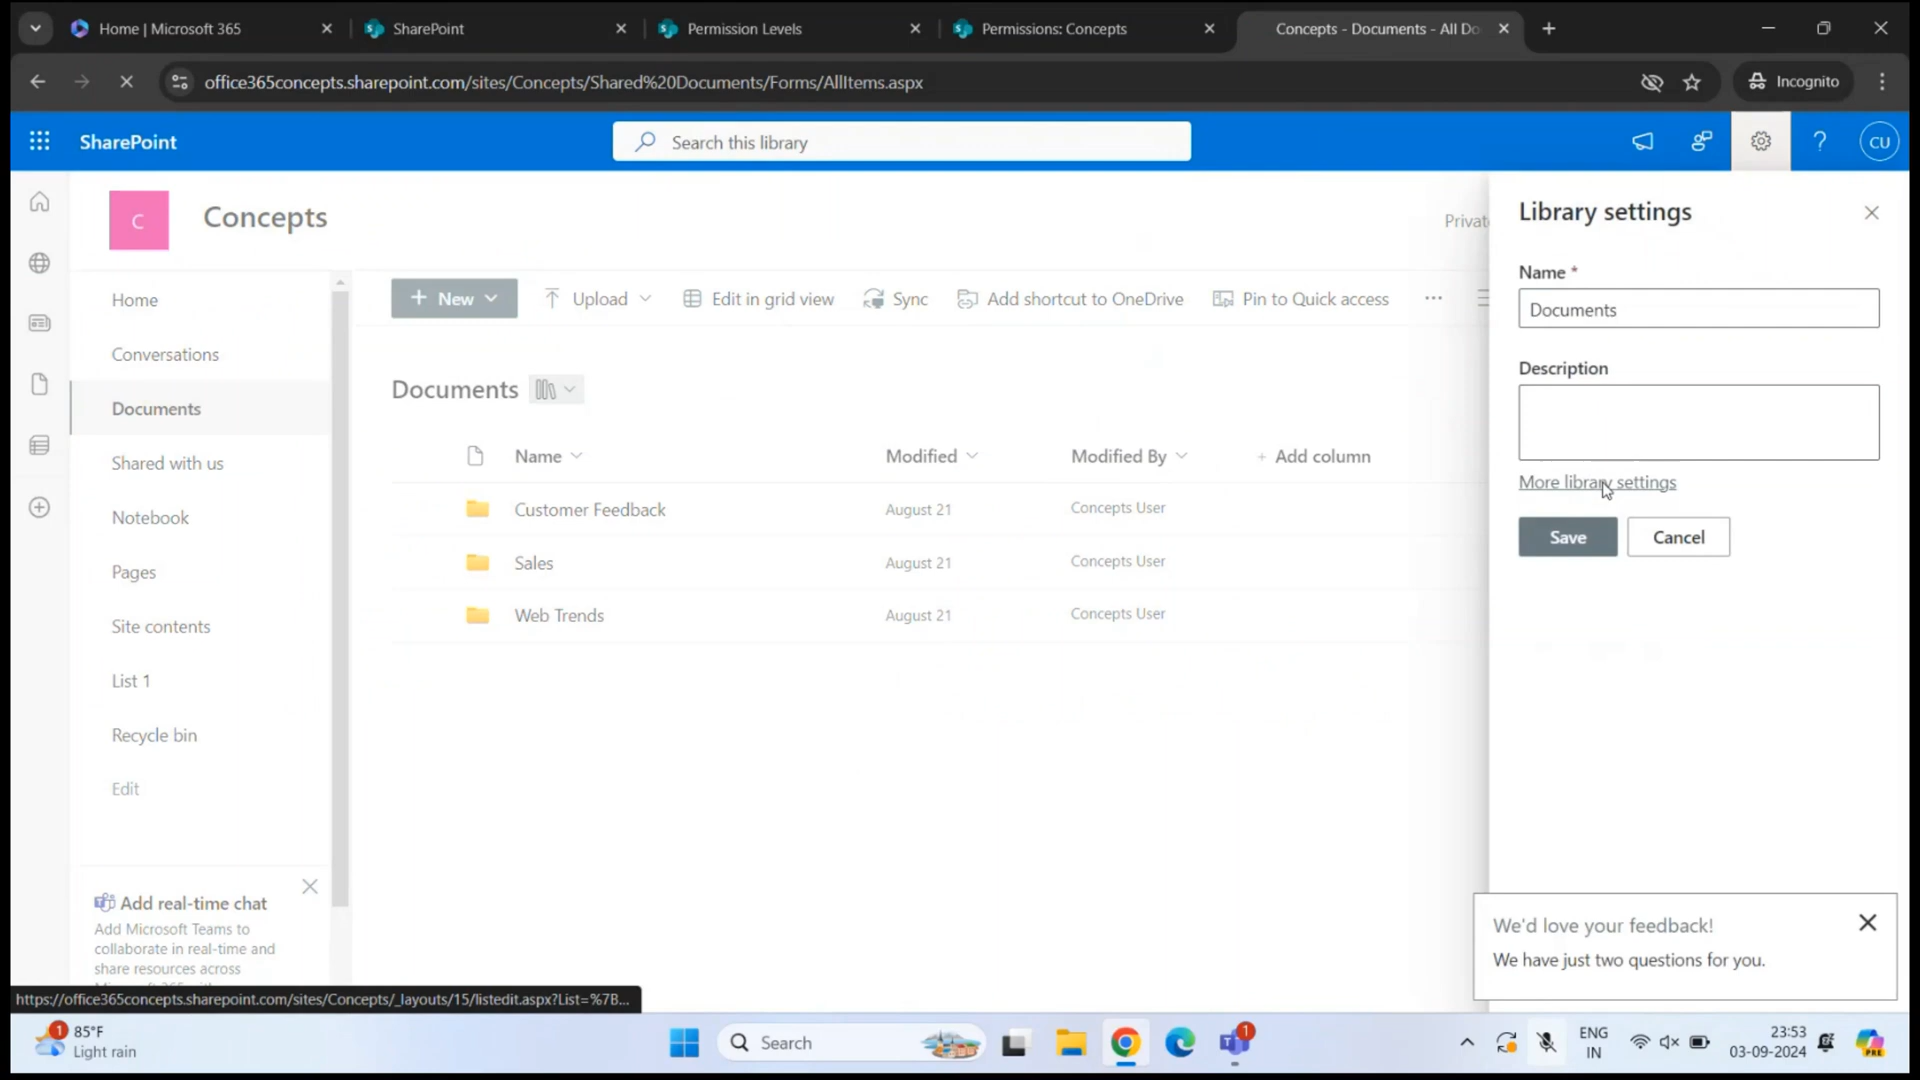 Home | Microsoft 365
SharePoint
Permission Levels
Permissions: Concepts
Concepts - Documents - All Do
office365concepts.sharepoint.com/sites/Concepts/Shared%20Documents/Forms/AllItems.aspx
Incognito
SharePoint
Search this library
?
CU
C
Concepts
Private
Home
Conversations
Documents
Shared with us
Notebook
Pages
Site contents
List 1
Recycle bin
Edit
Add real-time chat
Add Microsoft Teams to
collaborate in real-time and
share resources across
+ New
Upload
Edit in grid view
Sync
Add shortcut to OneDrive
Pin to Quick access
...
Documents
Name
Modified
Modified By
+ Add column
Customer Feedback
August 21
Concepts User
Sales
August 21
Concepts User
Web Trends
August 21
Concepts User
Library settings
Name *
Documents
Description
More library settings
Save
Cancel
We'd love your feedback!
We have just two questions for you.
https://office365concepts.sharepoint.com/sites/Concepts/_layouts/15/listedit.aspx?List=%7B...
1
85°F
Light rain
Search
1
ENG
IN
23:53
03-09-2024
PRE